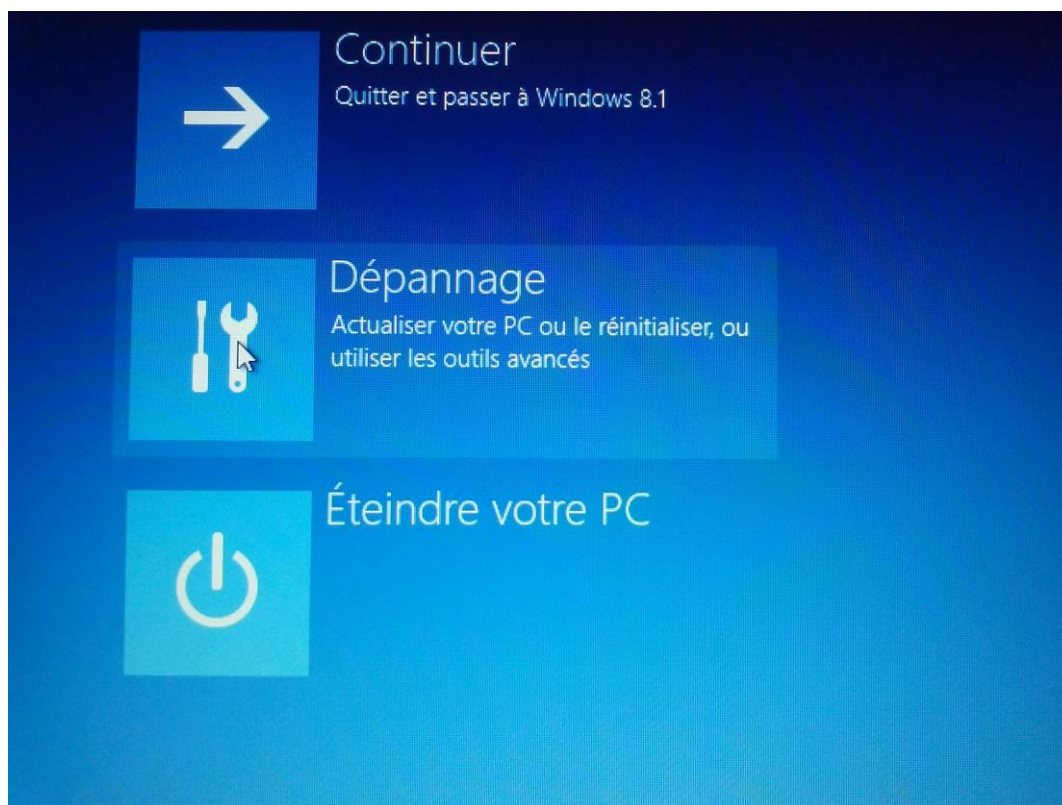 Continuer
Quitter et passer à Windows 8.1
Dépannage
Actualiser votre PC ou le réinitialiser, ou
utiliser les outils avancés
Éteindre votre PC